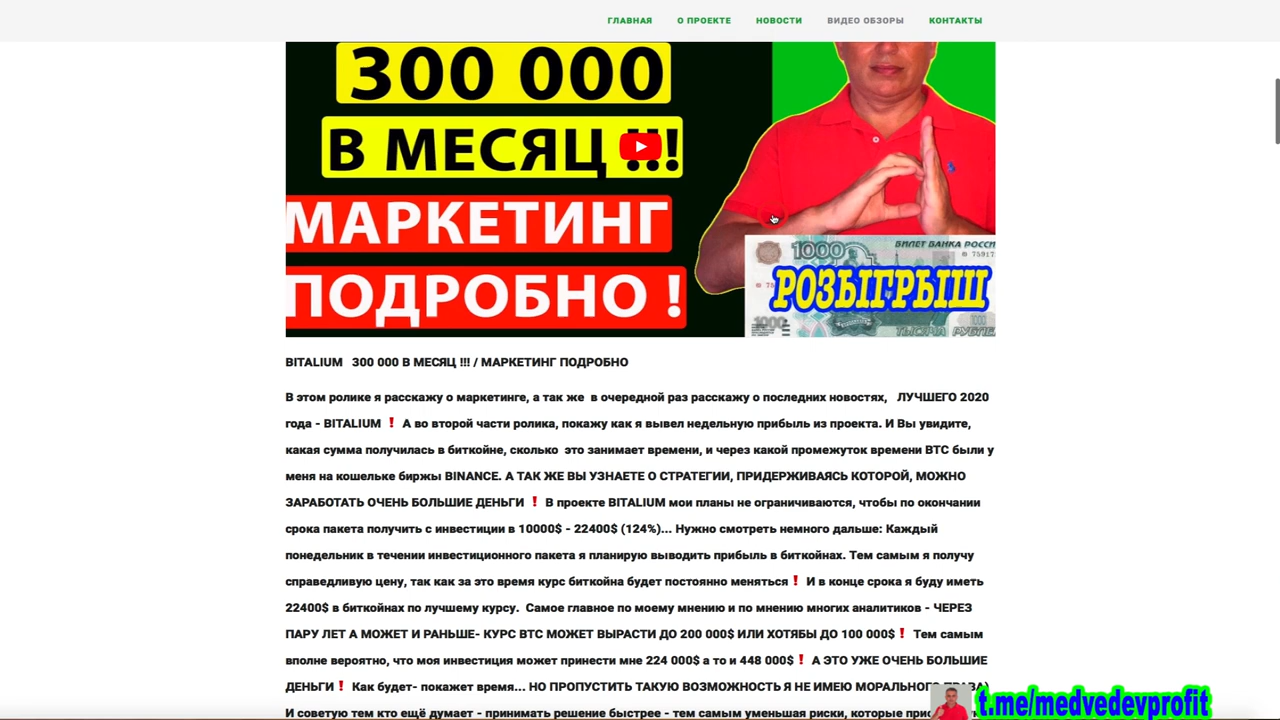 ГЛАВНАЯ О ПРОЕКТЕ НОВОСТИ ВИДЕО ОБЗОРЫ КОНТАКТЫ
300 000
В МЕСЯЦ !!!
МАРКЕТИНГ
ПОДРОБНО !
1000 БИЛЕТ БАНКА РОССИ
75917
РОЗЫГРЫШ
1000
ТЫСЯЧА РУБЛЕ
BITALIUM 300 000 В МЕСЯЦ !!! / МАРКЕТИНГ ПОДРОБНО
В этом ролике я расскажу о маркетинге, а так же в очередной раз расскажу о последних новостях, ЛУЧШЕГО 2020
года - BITALIUM ❗ А во второй части ролика, покажу как я вывел недельную прибыль из проекта. И Вы увидите,
какая сумма получилась в биткойне, сколько это занимает времени, и через какой промежуток времени BTC были у
меня на кошельке биржы BINANCE. А ТАК ЖЕ ВЫ УЗНАЕТЕ О СТРАТЕГИИ, ПРИДЕРЖИВАЯСЬ КОТОРОЙ, МОЖНО
ЗАРАБОТАТЬ ОЧЕНЬ БОЛЬШИЕ ДЕНЬГИ ❗ В проекте BITALIUM мои планы не ограничиваются, чтобы по окончании
срока пакета получить с инвестиции в 10000$ - 22400$ (124%)... Нужно смотреть немного дальше: Каждый
понедельник в течении инвестиционного пакета я планирую выводить прибыль в биткойнах. Тем самым я получу
справедливую цену, так как за это время курс биткойна будет постоянно меняться❗ И в конце срока я буду иметь
22400$ в биткойнах по лучшему курсу. Самое главное по моему мнению и по мнению многих аналитиков - ЧЕРЕЗ
ПАРУ ЛЕТ А МОЖЕТ И РАНЬШЕ- КУРС BTC МОЖЕТ ВЫРАСТИ ДО 200 000$ ИЛИ ХОТЯБЫ ДО 100 000$❗ Тем самым
вполне вероятно, что моя инвестиция может принести мне 224 000$ а то и 448 000$❗ А ЭТО УЖЕ ОЧЕНЬ БОЛЬШИЕ
ДЕНЬГИ❗ Как будет- покажет время... НО ПРОПУСТИТЬ ТАКУЮ ВОЗМОЖНОСТЬ Я НЕ ИМЕЮ МОРАЛЬНОГО ПРАВА)
И советую тем кто ещё думает - принимать решение быстрее - тем самым уменьшая риски, которые
t.me/medvedevprofit